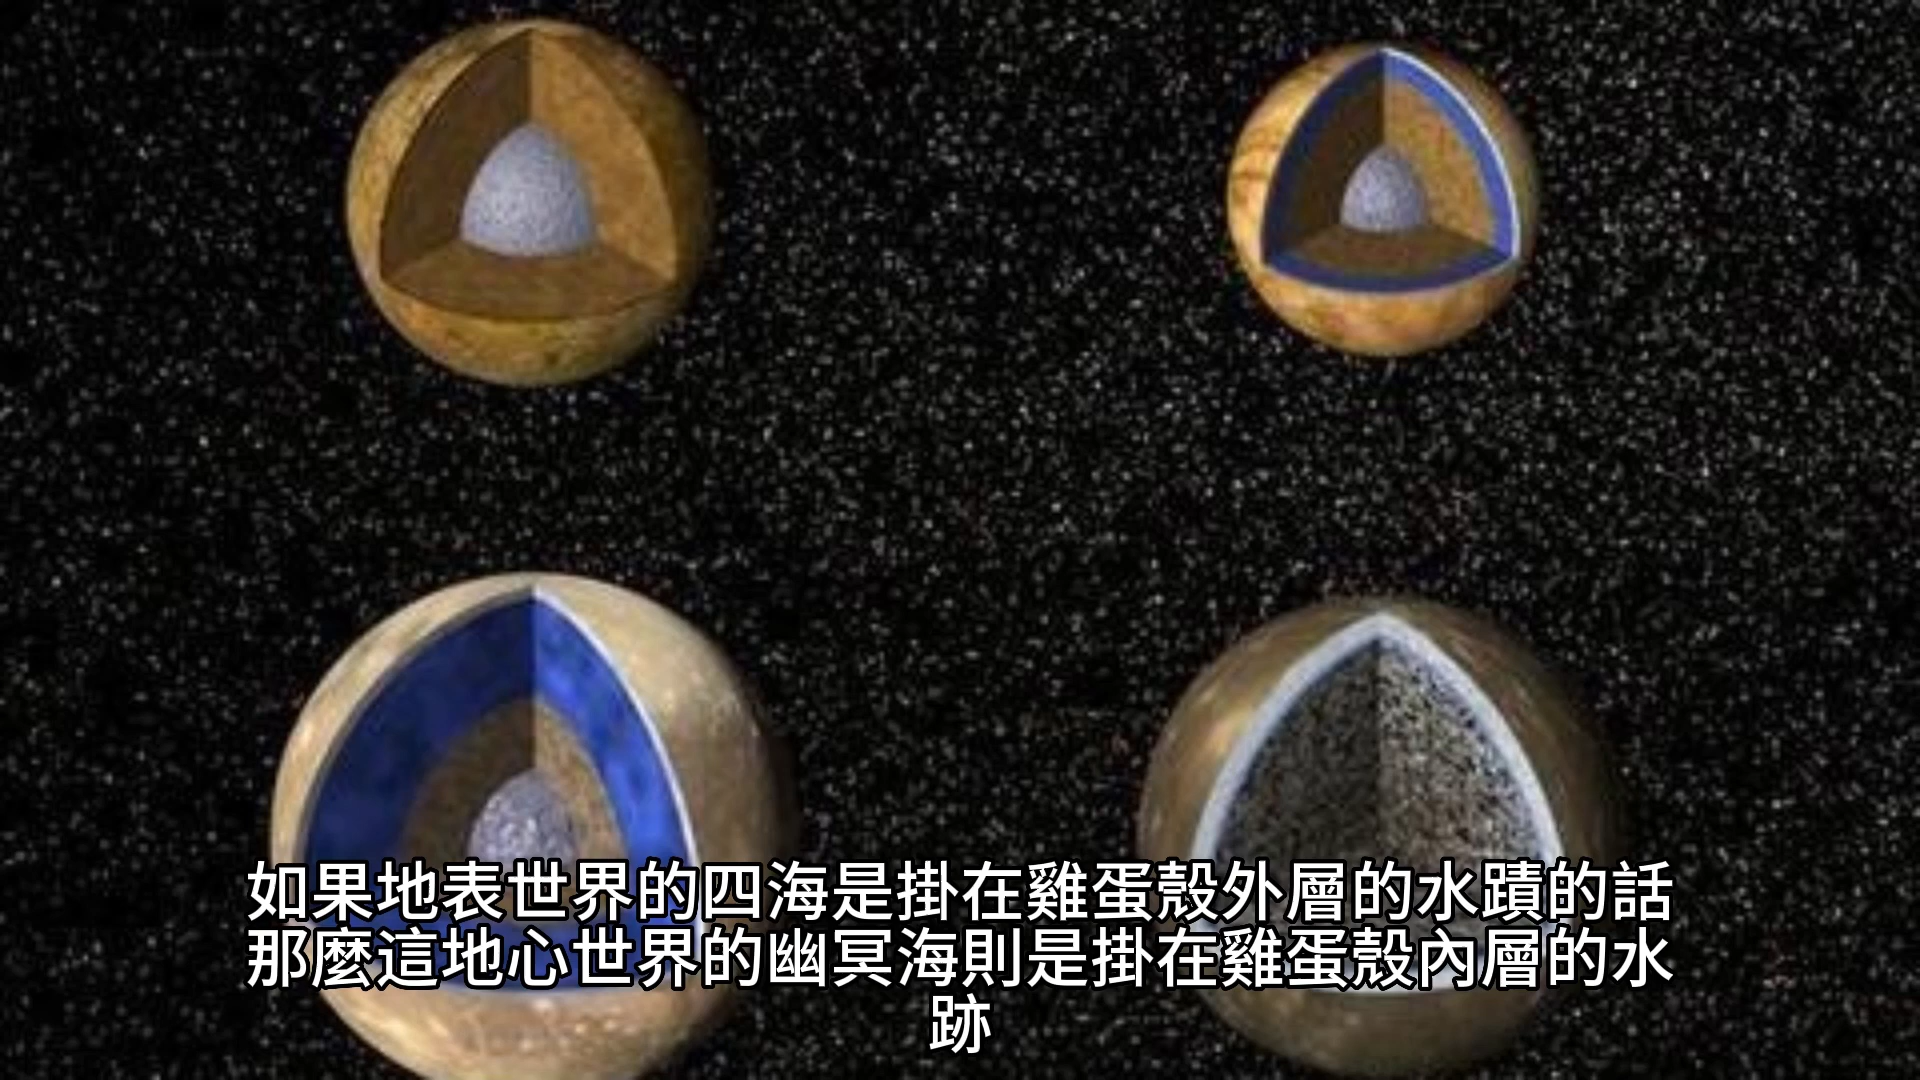 如果地表世界的四海是掛在雞蛋殼外層的水蹟的話
那麼這地心世界的幽冥海則是掛在雞蛋殼內層的水
跡